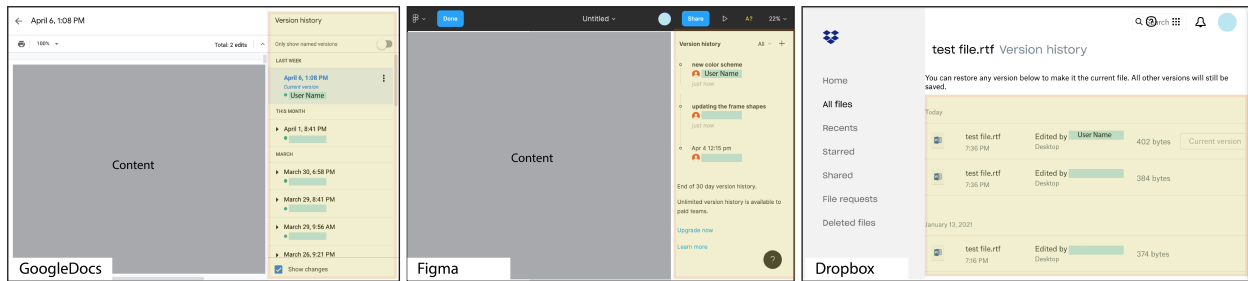 April 6, 1:08 PM
Version history
100%
Total: 2 edits
Only show named versions
LAST WEEK
April 6, 1:08 PM
Current version
User Name
THIS MONTH
April 1, 8:41 PM
MARCH
March 30, 6:58 PM
March 29, 8:41 PM
March 29, 9:56 AM
March 26, 9:21 PM
Show changes
Content
GoogleDocs
Done
Untitled
Share
A?
22%
Version history
All
new color scheme
User Name
just now
updating the frame shapes
just now
Apr 4 12:15 pm
End of 30 day version history.
Unlimited version history is available to
paid teams.
Upgrade now
Learn more
?
Content
Figma
test file.rtf Version history
You can restore any version below to make it the current file. All other versions will still be
saved.
Home
All files
Recents
Starred
Shared
File requests
Deleted files
Today
test file.rtf Edited by User Name 402 bytes Current version
7:36 PM Desktop
test file.rtf Edited by 384 bytes
7:36 PM Desktop
January 13, 2021
test file.rtf Edited by 374 bytes
7:16 PM Desktop
Dropbox